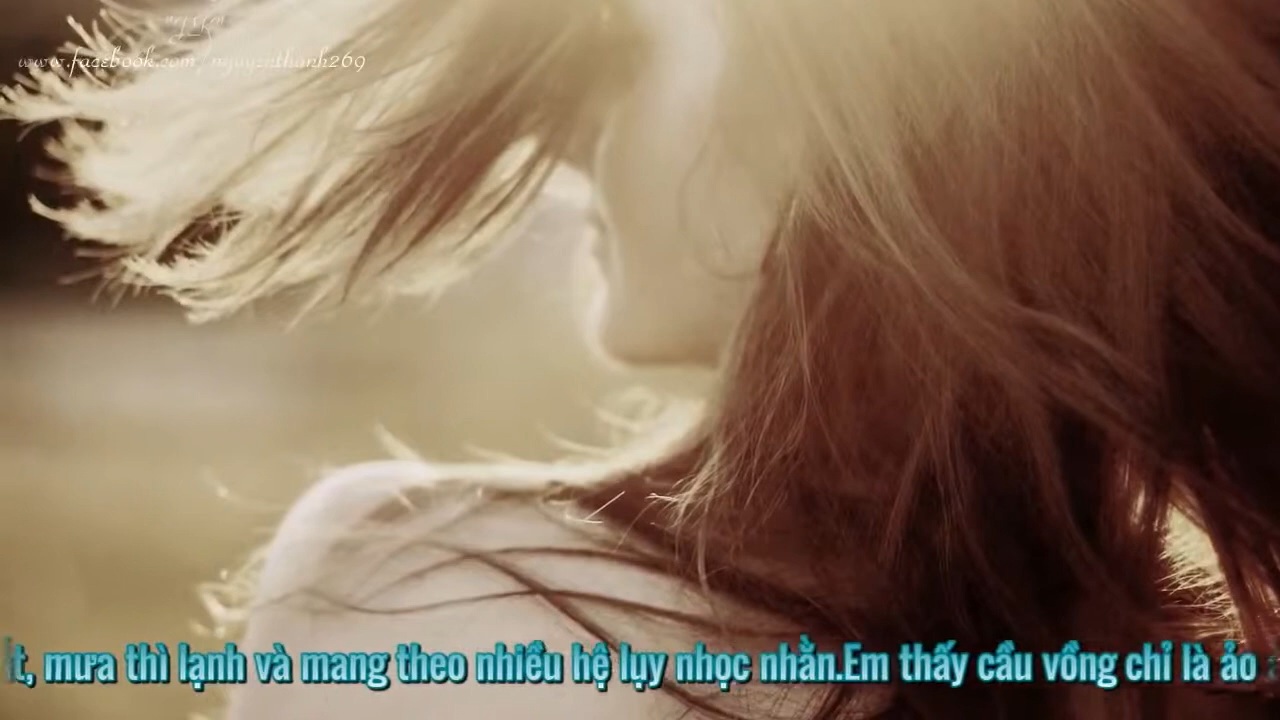 "LSK"
www.facebook.com/nguyenthanh269
t, mưa thì lạnh và mang theo nhiều hệ lụy nhọc nhằn.Em thấy cầu vồng chỉ là ảo